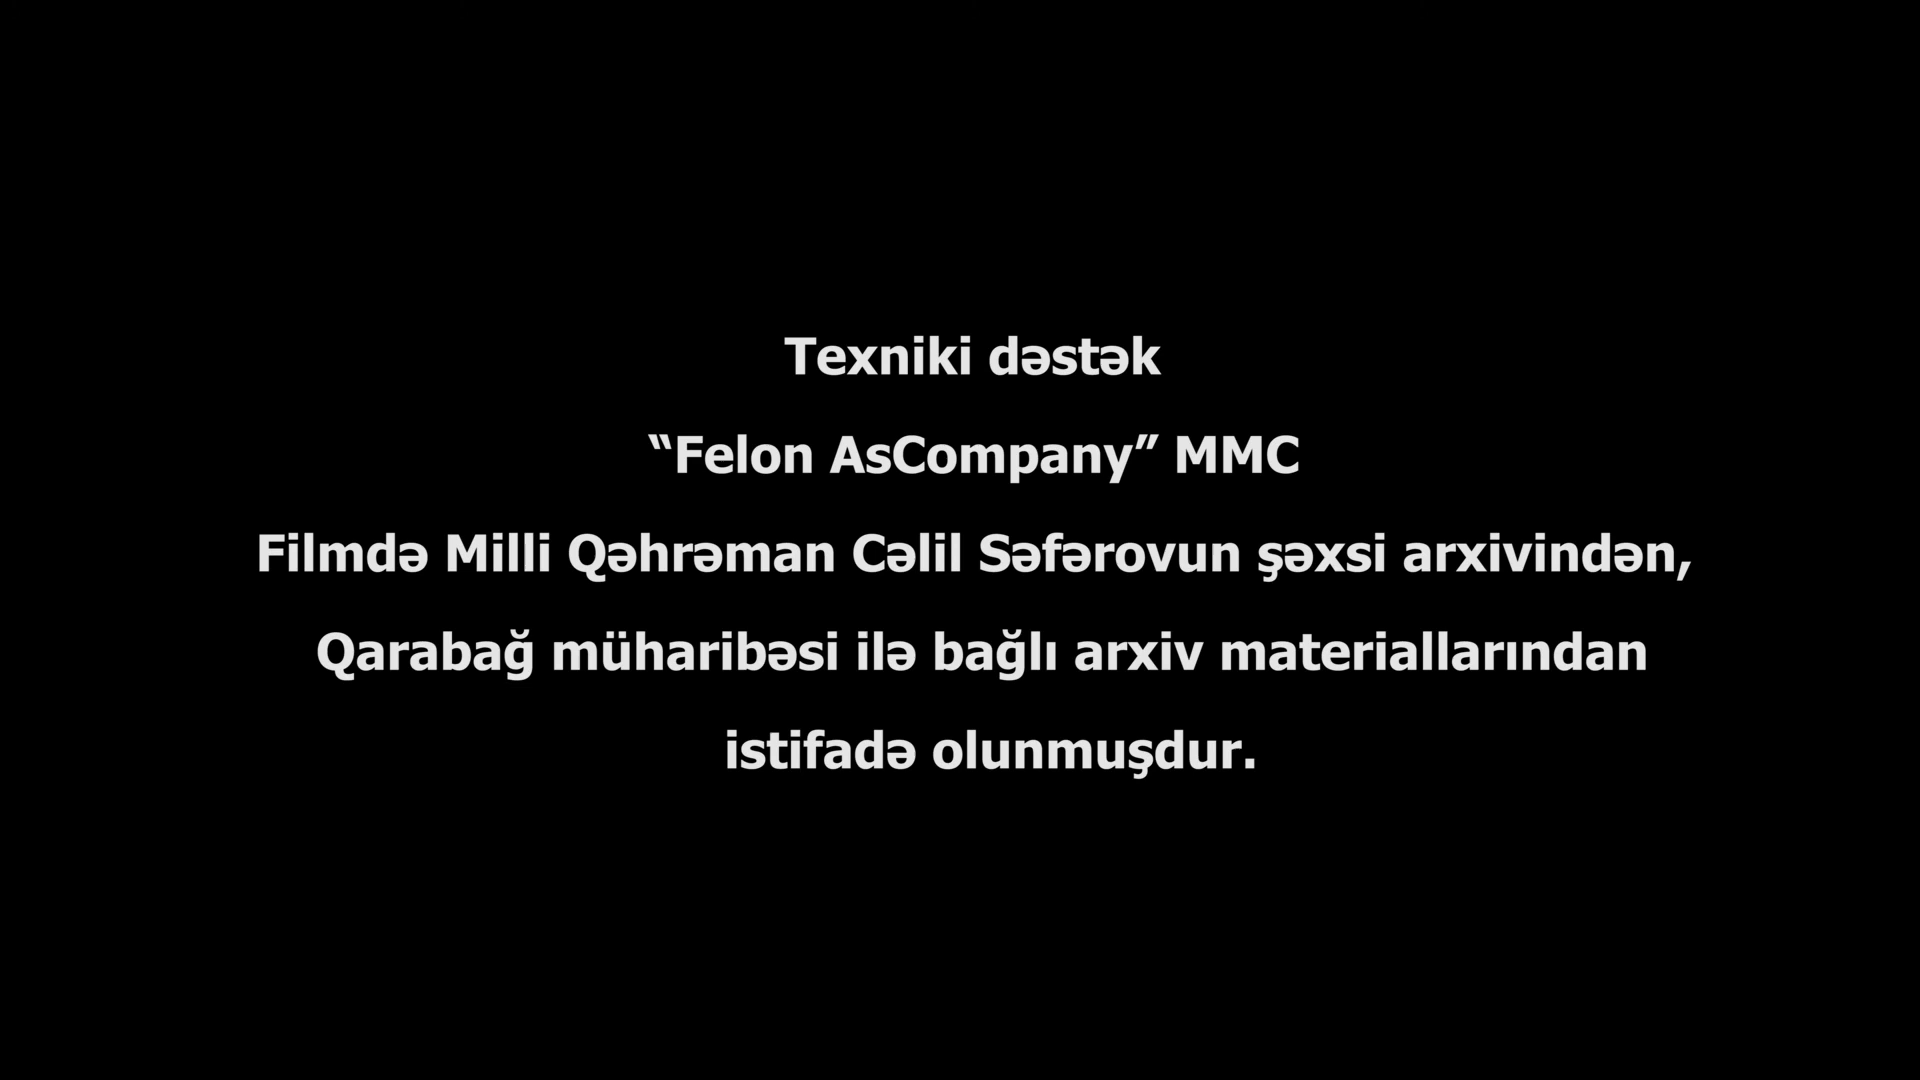 Texniki dəstək
“Felon AsCompany” MMC
Filmdə Milli Qəhrəman Cəlil Səfərovun şəxsi arxivindən,
Qarabağ müharibəsi ilə bağlı arxiv materiallarından
istifadə olunmuşdur.